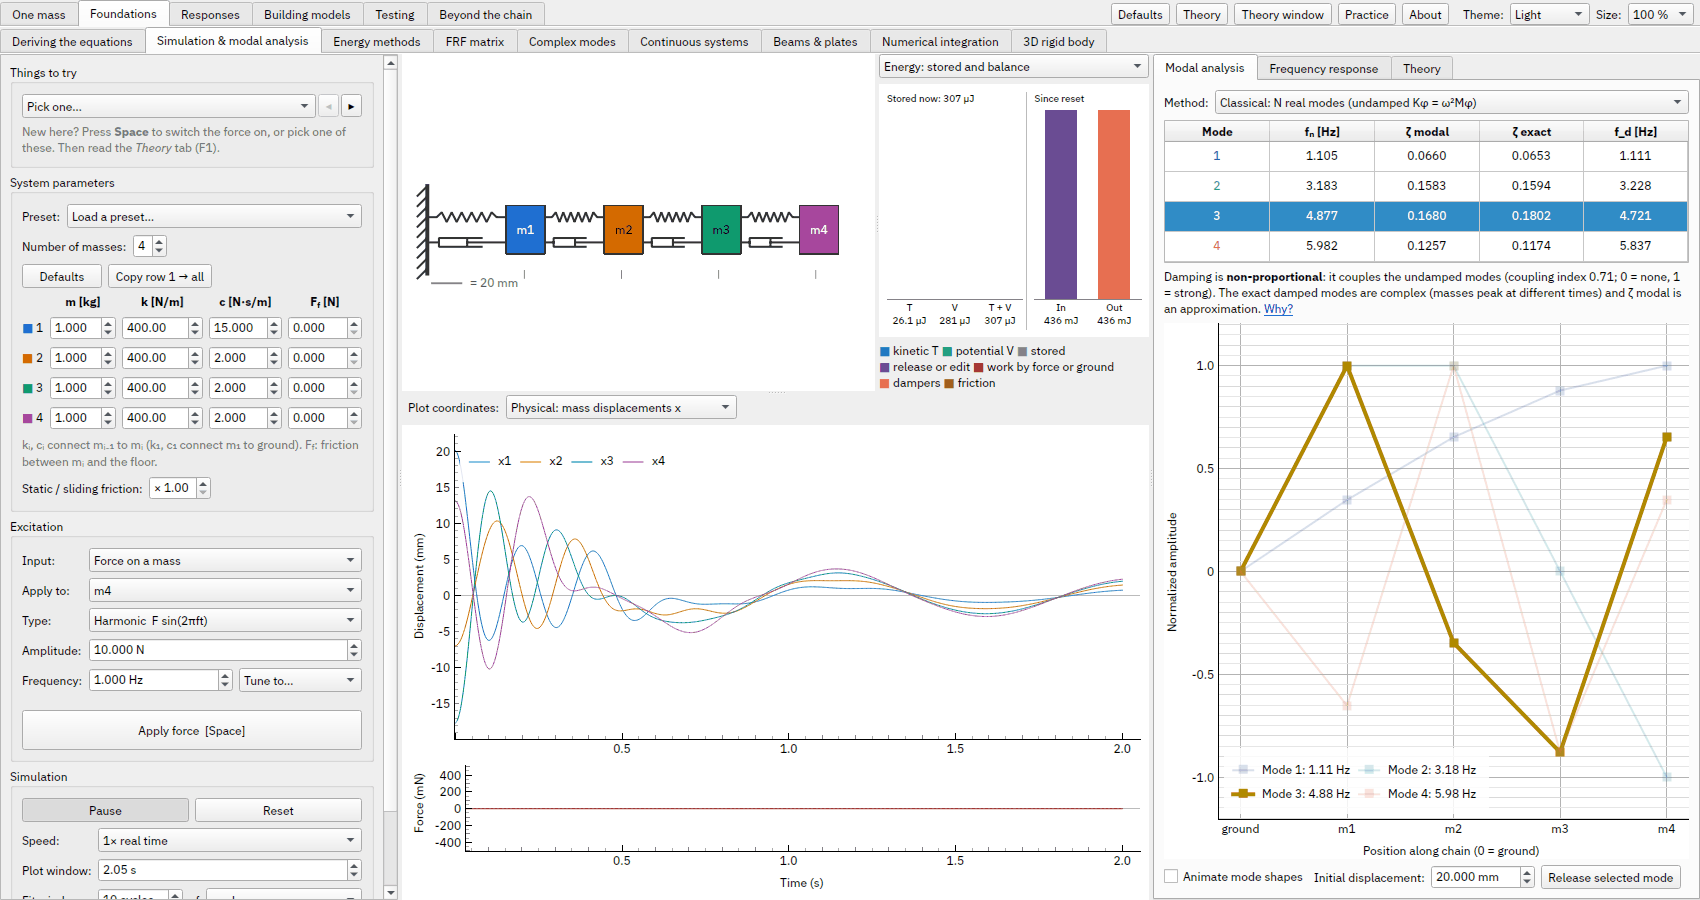 One mass
Foundations
Responses
Building models
Testing
Beyond the chain
Defaults
Theory
Theory window
Practice
About
Theme:
Light
Size:
100 %
Deriving the equations
Simulation & modal analysis
Energy methods
FRF matrix
Complex modes
Continuous systems
Beams & plates
Numerical integration
3D rigid body
Things to try
Pick one...
New here? Press Space to switch the force on, or pick one of
these. Then read the Theory tab (F1).
System parameters
Preset: Load a preset...
Number of masses: 4
Defaults
Copy row 1 → all
m [kg] k [N/m] c [N·s/m] Ff [N]
1 1.000 400.00 15.000 0.000
2 1.000 400.00 2.000 0.000
3 1.000 400.00 2.000 0.000
4 1.000 400.00 2.000 0.000
kᵢ, cᵢ connect mᵢ₋₁ to mᵢ (k₁, c₁ connect m₁ to ground). Ff: friction
between mᵢ and the floor.
Static / sliding friction: × 1.00
Excitation
Input: Force on a mass
Apply to: m4
Type: Harmonic F sin(2πft)
Amplitude: 10.000 N
Frequency: 1.000 Hz Tune to...
Apply force [Space]
Simulation
Pause
Reset
Speed: 1× real time
Plot window: 2.05 s
m1
m2
m3
m4
= 20 mm
Energy: stored and balance
Stored now: 307 µJ
Since reset
T V T + V In Out
26.1 µJ 281 µJ 307 µJ 436 mJ 436 mJ
kinetic T potential V stored
release or edit work by force or ground
dampers friction
Plot coordinates: Physical: mass displacements x
x1 x2 x3 x4
Displacement (mm)
20
15
10
5
0
-5
-10
-15
0.5 1.0 1.5 2.0
Force (mN)
400
200
0
-200
-400
0.5 1.0 1.5 2.0
Time (s)
Modal analysis
Frequency response
Theory
Method: Classical: N real modes (undamped Kφ = ω²Mφ)
Mode fₙ [Hz] ζ modal ζ exact f_d [Hz]
1 1.105 0.0660 0.0653 1.111
2 3.183 0.1583 0.1594 3.228
3 4.877 0.1680 0.1802 4.721
4 5.982 0.1257 0.1174 5.837
Damping is non-proportional: it couples the undamped modes (coupling index 0.71; 0 = none, 1
= strong). The exact damped modes are complex (masses peak at different times) and ζ modal is
an approximation. Why?
Normalized amplitude
1.0
0.5
0
-0.5
-1.0
Mode 1: 1.11 Hz Mode 2: 3.18 Hz
Mode 3: 4.88 Hz Mode 4: 5.98 Hz
ground m1 m2 m3 m4
Position along chain (0 = ground)
Animate mode shapes
Initial displacement: 20.000 mm
Release selected mode